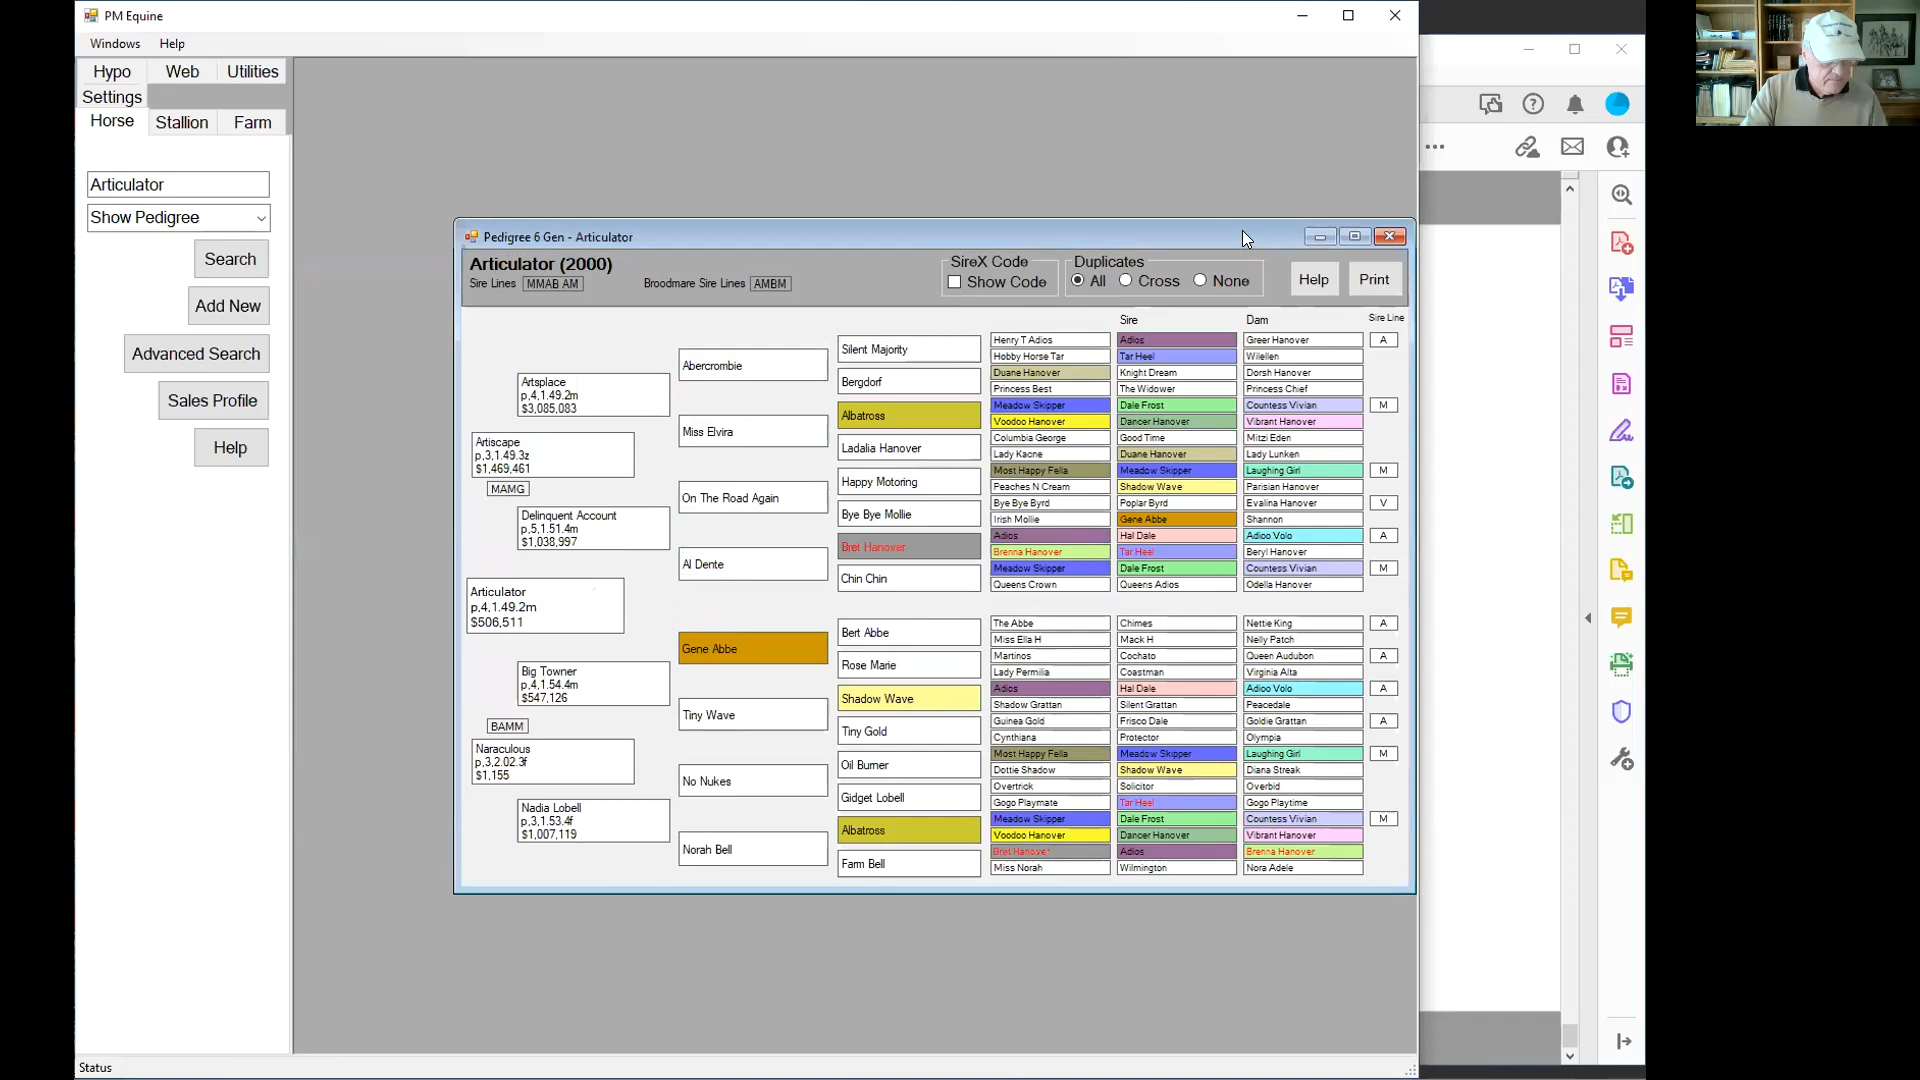 PM Equine
Windows Help
Hypo Web Utilities
Settings
Horse Stallion Farm
Articulator
Show Pedigree
Search
Add New
Advanced Search
Sales Profile
Help
Pedigree 6 Gen - Articulator
Articulator (2000)
Sire Lines MMAB AM Broodmare Sire Lines AMBM
SireX Code
Show Code
Duplicates
All Cross None
Help Print
Sire Dam Sire Line
Artsplace
p,4,1.49.2m
$3,085,083
Artiscape
p,3,1.49.3z
$1,469,461
MAMG
Delinquent Account
p,5,1.51.4m
$1,038,997
Articulator
p,4,1.49.2m
$506,511
Big Towner
p,4,1.54.4m
$547,126
BAMM
Naraculous
p,3,2.02.3f
$1,155
Nadia Lobell
p,3,1.53.4f
$1,007,119
Abercrombie
Miss Elvira
On The Road Again
Al Dente
Gene Abbe
Tiny Wave
No Nukes
Norah Bell
Silent Majority
Bergdorf
Albatross
Ladalia Hanover
Happy Motoring
Bye Bye Mollie
Bret Hanover
Chin Chin
Bert Abbe
Rose Marie
Shadow Wave
Tiny Gold
Oil Burner
Gidget Lobell
Albatross
Farm Bell
Henry T Adios Adios Greer Hanover A
Hobby Horse Tar Tar Heel Wilellen
Duane Hanover Knight Dream Dorsh Hanover
Princess Best The Widower Princess Chief
Meadow Skipper Dale Frost Countess Vivian M
Voodoo Hanover Dancer Hanover Vibrant Hanover
Columbia George Good Time Mitzi Eden
Lady Kacne Duane Hanover Lady Lunken
Most Happy Fella Meadow Skipper Laughing Girl M
Peaches N Cream Shadow Wave Parisian Hanover
Bye Bye Byrd Poplar Byrd Evalina Hanover V
Irish Mollie Gene Abbe Shannon
Adios Hal Dale Adioo Volo A
Brenna Hanover Tar Heel Beryl Hanover
Meadow Skipper Dale Frost Countess Vivian M
Queens Crown Queens Adios Odella Hanover
The Abbe Chimes Nettie King A
Miss Ella H Mack H Nelly Patch
Martinos Cochato Queen Audubon A
Lady Permilia Coastman Virginia Alta
Adios Hal Dale Adioo Volo A
Shadow Grattan Silent Grattan Peacedale
Guinea Gold Frisco Dale Goldie Grattan A
Cynthiana Protector Olympia
Most Happy Fella Meadow Skipper Laughing Girl M
Dottie Shadow Shadow Wave Diana Streak
Overtrick Solicitor Overbid
Gogo Playmate Tar Heel Gogo Playtime
Meadow Skipper Dale Frost Countess Vivian M
Voodoo Hanover Dancer Hanover Vibrant Hanover
Bret Hanover Adios Brenna Hanover
Miss Norah Wilmington Nora Adele
Status